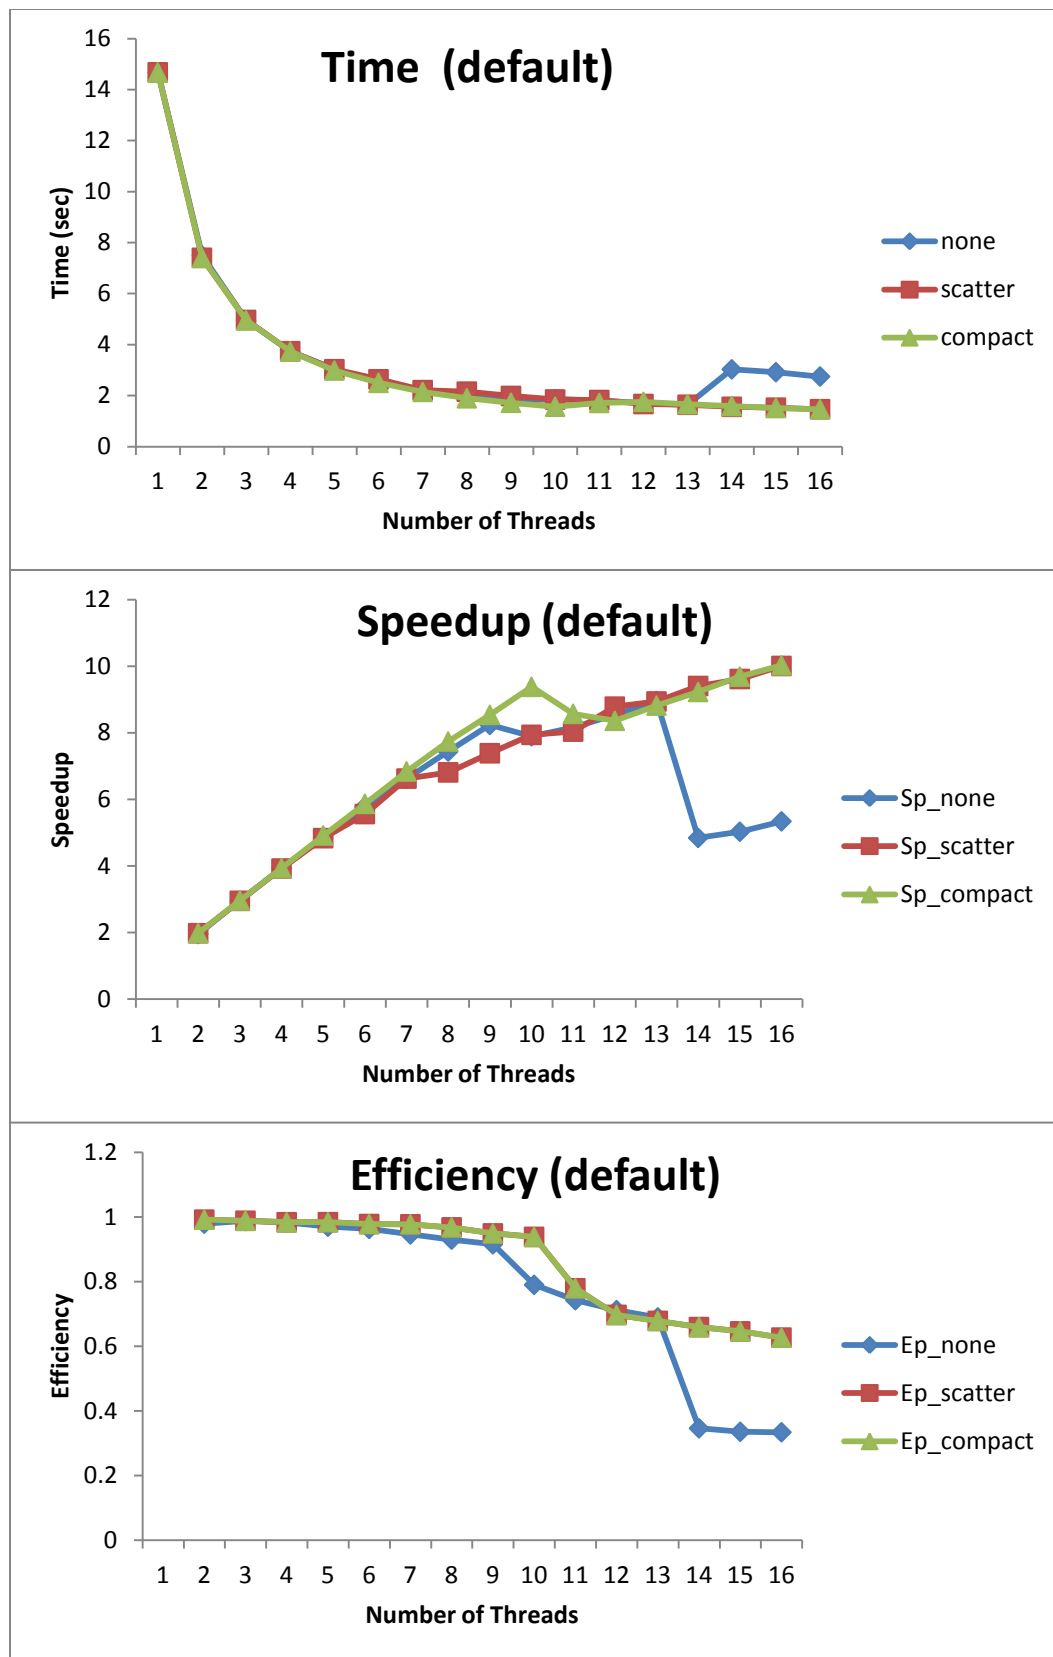 Time  (default)
16
14
12
10
8
6
4
2
0
Time (sec)
1 2 3 4 5 6 7 8 9 10 11 12 13 14 15 16
Number of Threads
none
scatter
compact
Speedup (default)
12
10
8
6
4
2
0
Speedup
1 2 3 4 5 6 7 8 9 10 11 12 13 14 15 16
Number of Threads
Sp_none
Sp_scatter
Sp_compact
Efficiency (default)
1.2
1
0.8
0.6
0.4
0.2
0
Efficiency
1 2 3 4 5 6 7 8 9 10 11 12 13 14 15 16
Number of Threads
Ep_none
Ep_scatter
Ep_compact